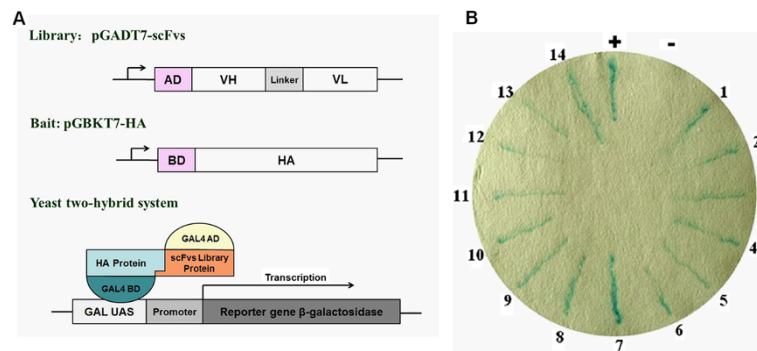 A
Library: pGADT7-scFvs
AD VH Linker VL
Bait: pGBKT7-HA
BD HA
Yeast two-hybrid system
GAL4 AD
HA Protein scFvs Library
Protein
GAL4 BD
Transcription
GAL UAS Promoter Reporter gene β-galactosidase
B
+ -
14 1
13 2
12
11
10 4
9 5
8 6
7